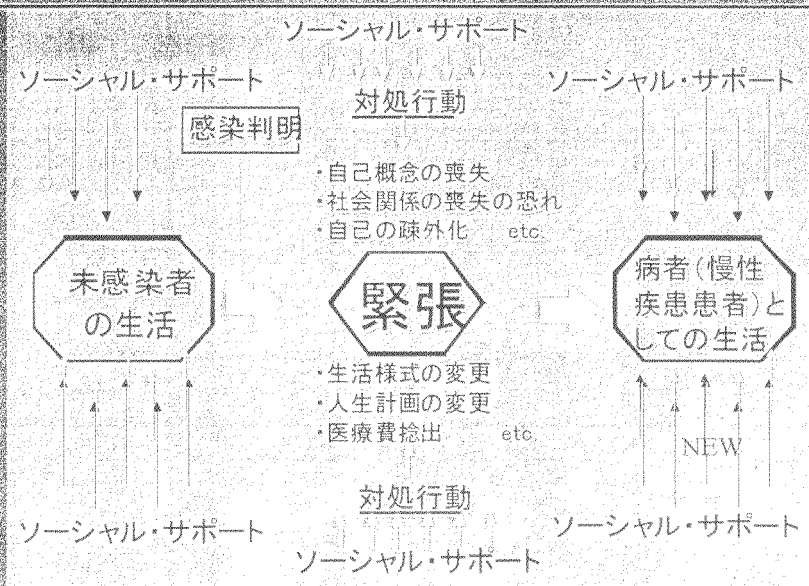 ソーシャル・サポート
ソーシャル・サポート
ソーシャル・サポート
対処行動
感染判明
・自己概念の喪失
・社会関係の喪失の恐れ
・自己の疎外化 etc.
未感染者
の生活
緊張
病者(慢性
疾患患者)と
しての生活
・生活様式の変更
・人生計画の変更
・医療費捻出 etc.
NEW
対処行動
ソーシャル・サポート
ソーシャル・サポート
ソーシャル・サポート